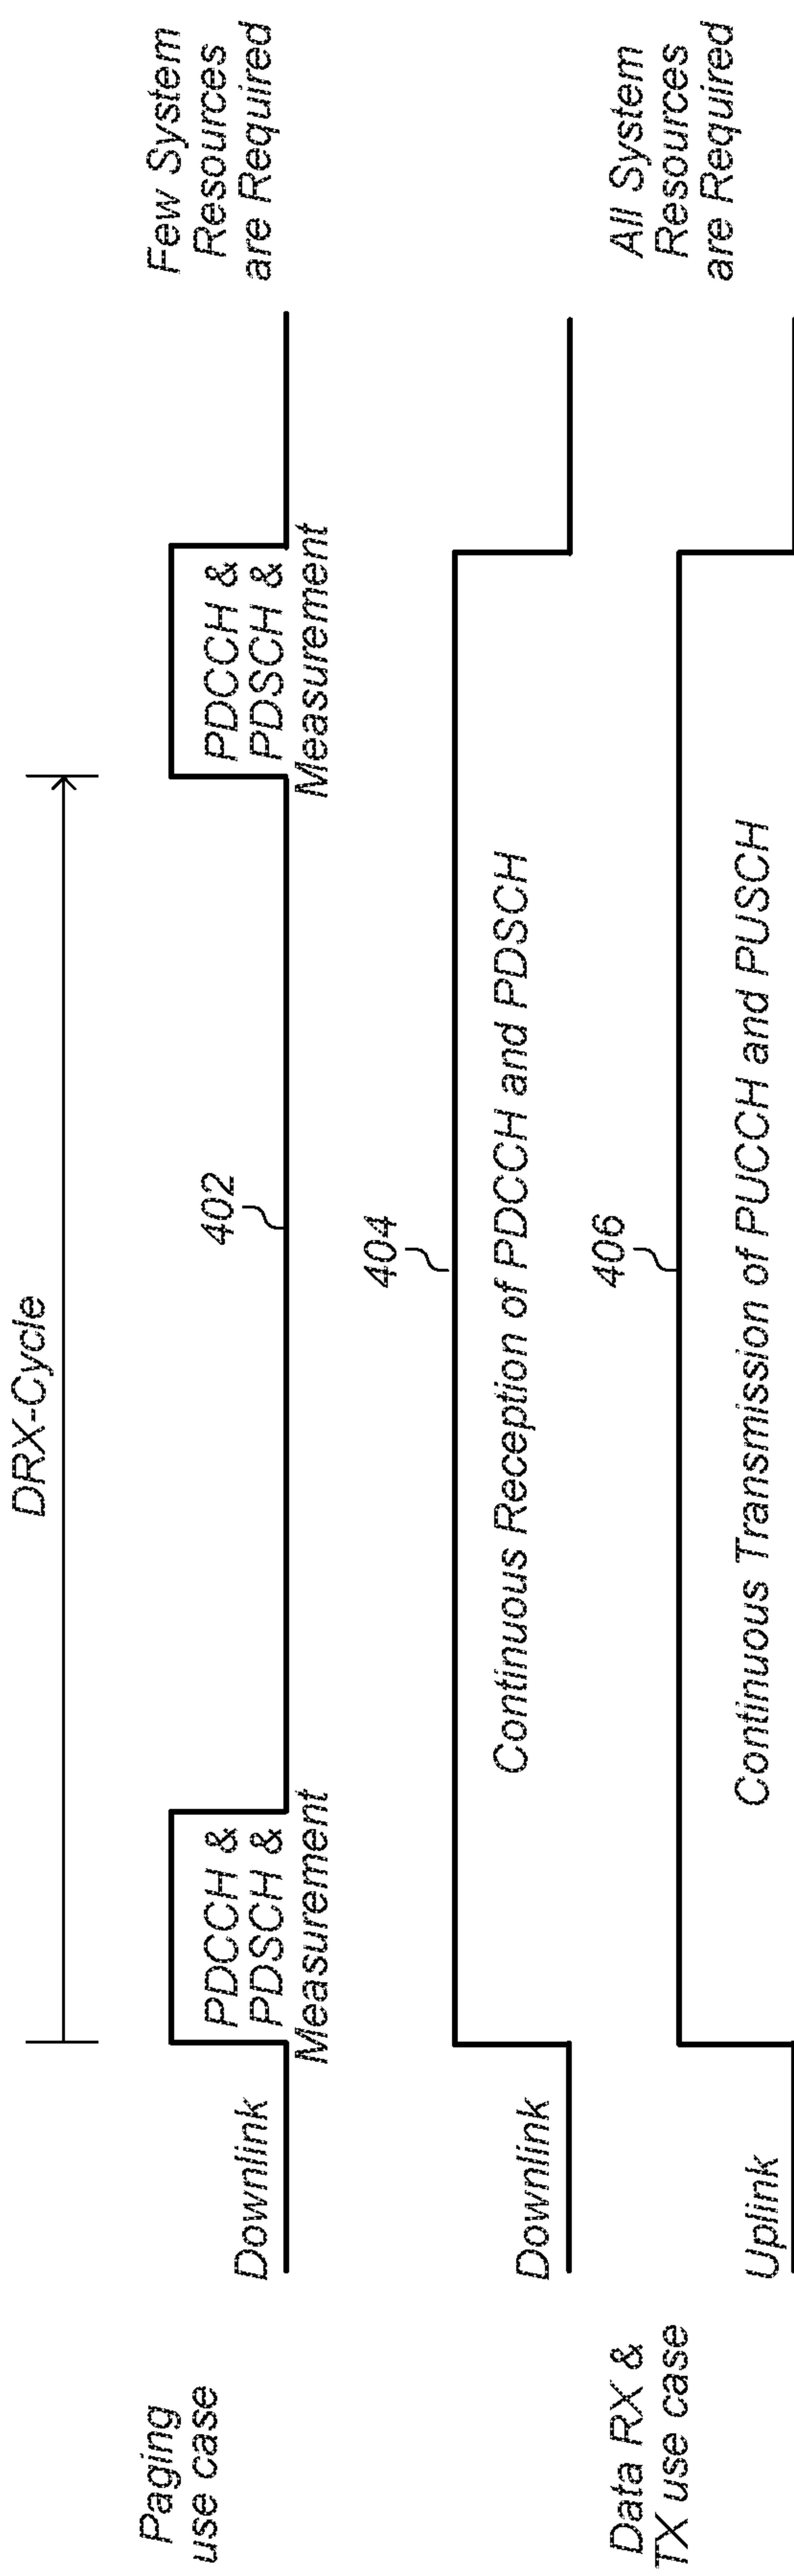 DRX-Cycle
Paging
use case
Downlink
PDCCH &
PDSCH &
Measurement
402
PDCCH &
PDSCH &
Measurement
Few System
Resources
are Required
Data RX &
TX use case
Downlink
404
Continuous Reception of PDCCH and PDSCH
Uplink
406
Continuous Transmission of PUCCH and PUSCH
All System
Resources
are Required